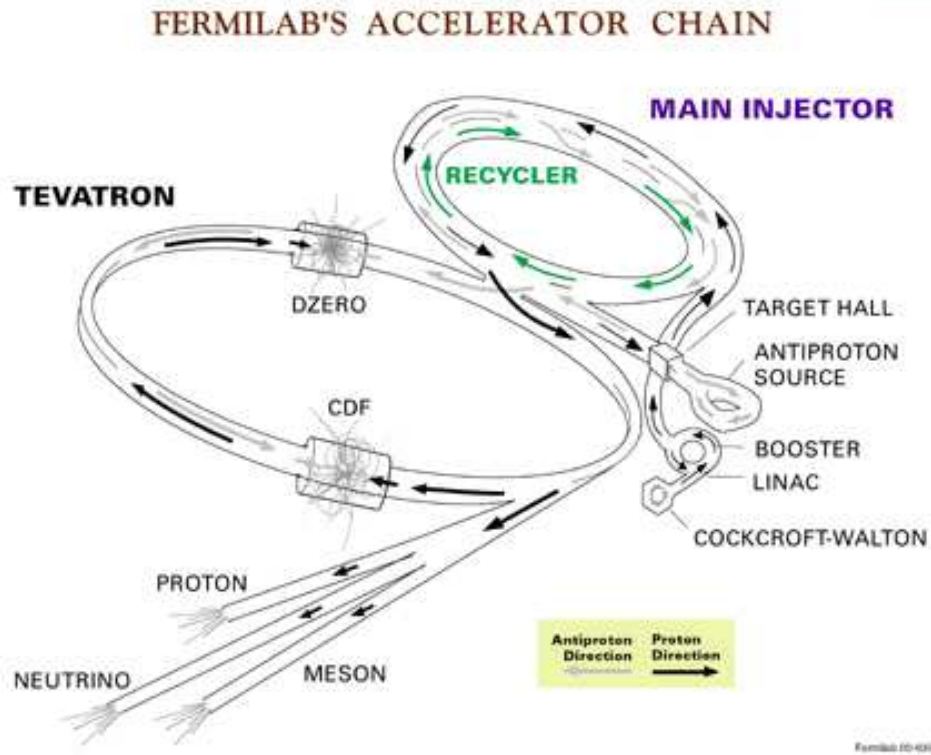 FERMILAB'S ACCELERATOR CHAIN
MAIN INJECTOR
RECYCLER
TEVATRON
DZERO
TARGET HALL
ANTIPROTON
SOURCE
CDF
BOOSTER
LINAC
COCKCROFT-WALTON
PROTON
NEUTRINO
MESON
Antiproton
Direction
Proton
Direction